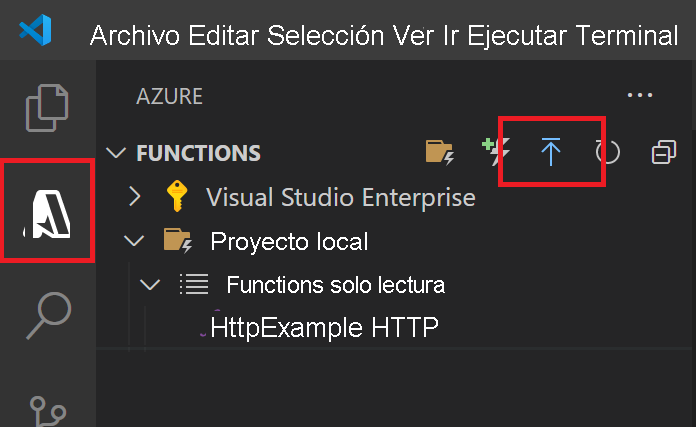 Archivo Editar Selección Ver Ir Ejecutar Terminal
AZURE
FUNCTIONS
Visual Studio Enterprise
Proyecto local
Functions solo lectura
HttpExample HTTP